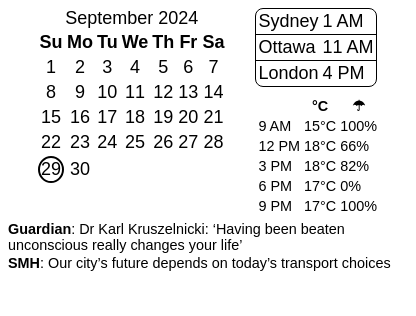 September 2024
Su Mo Tu We Th Fr Sa
1 2 3 4 5 6 7
8 9 10 11 12 13 14
15 16 17 18 19 20 21
22 23 24 25 26 27 28
29 30
Sydney 1 AM
Ottawa 11 AM
London 4 PM
°C ☂
9 AM 15°C 100%
12 PM 18°C 66%
3 PM 18°C 82%
6 PM 17°C 0%
9 PM 17°C 100%
Guardian: Dr Karl Kruszelnicki: ‘Having been beaten
unconscious really changes your life’
SMH: Our city’s future depends on today’s transport choices